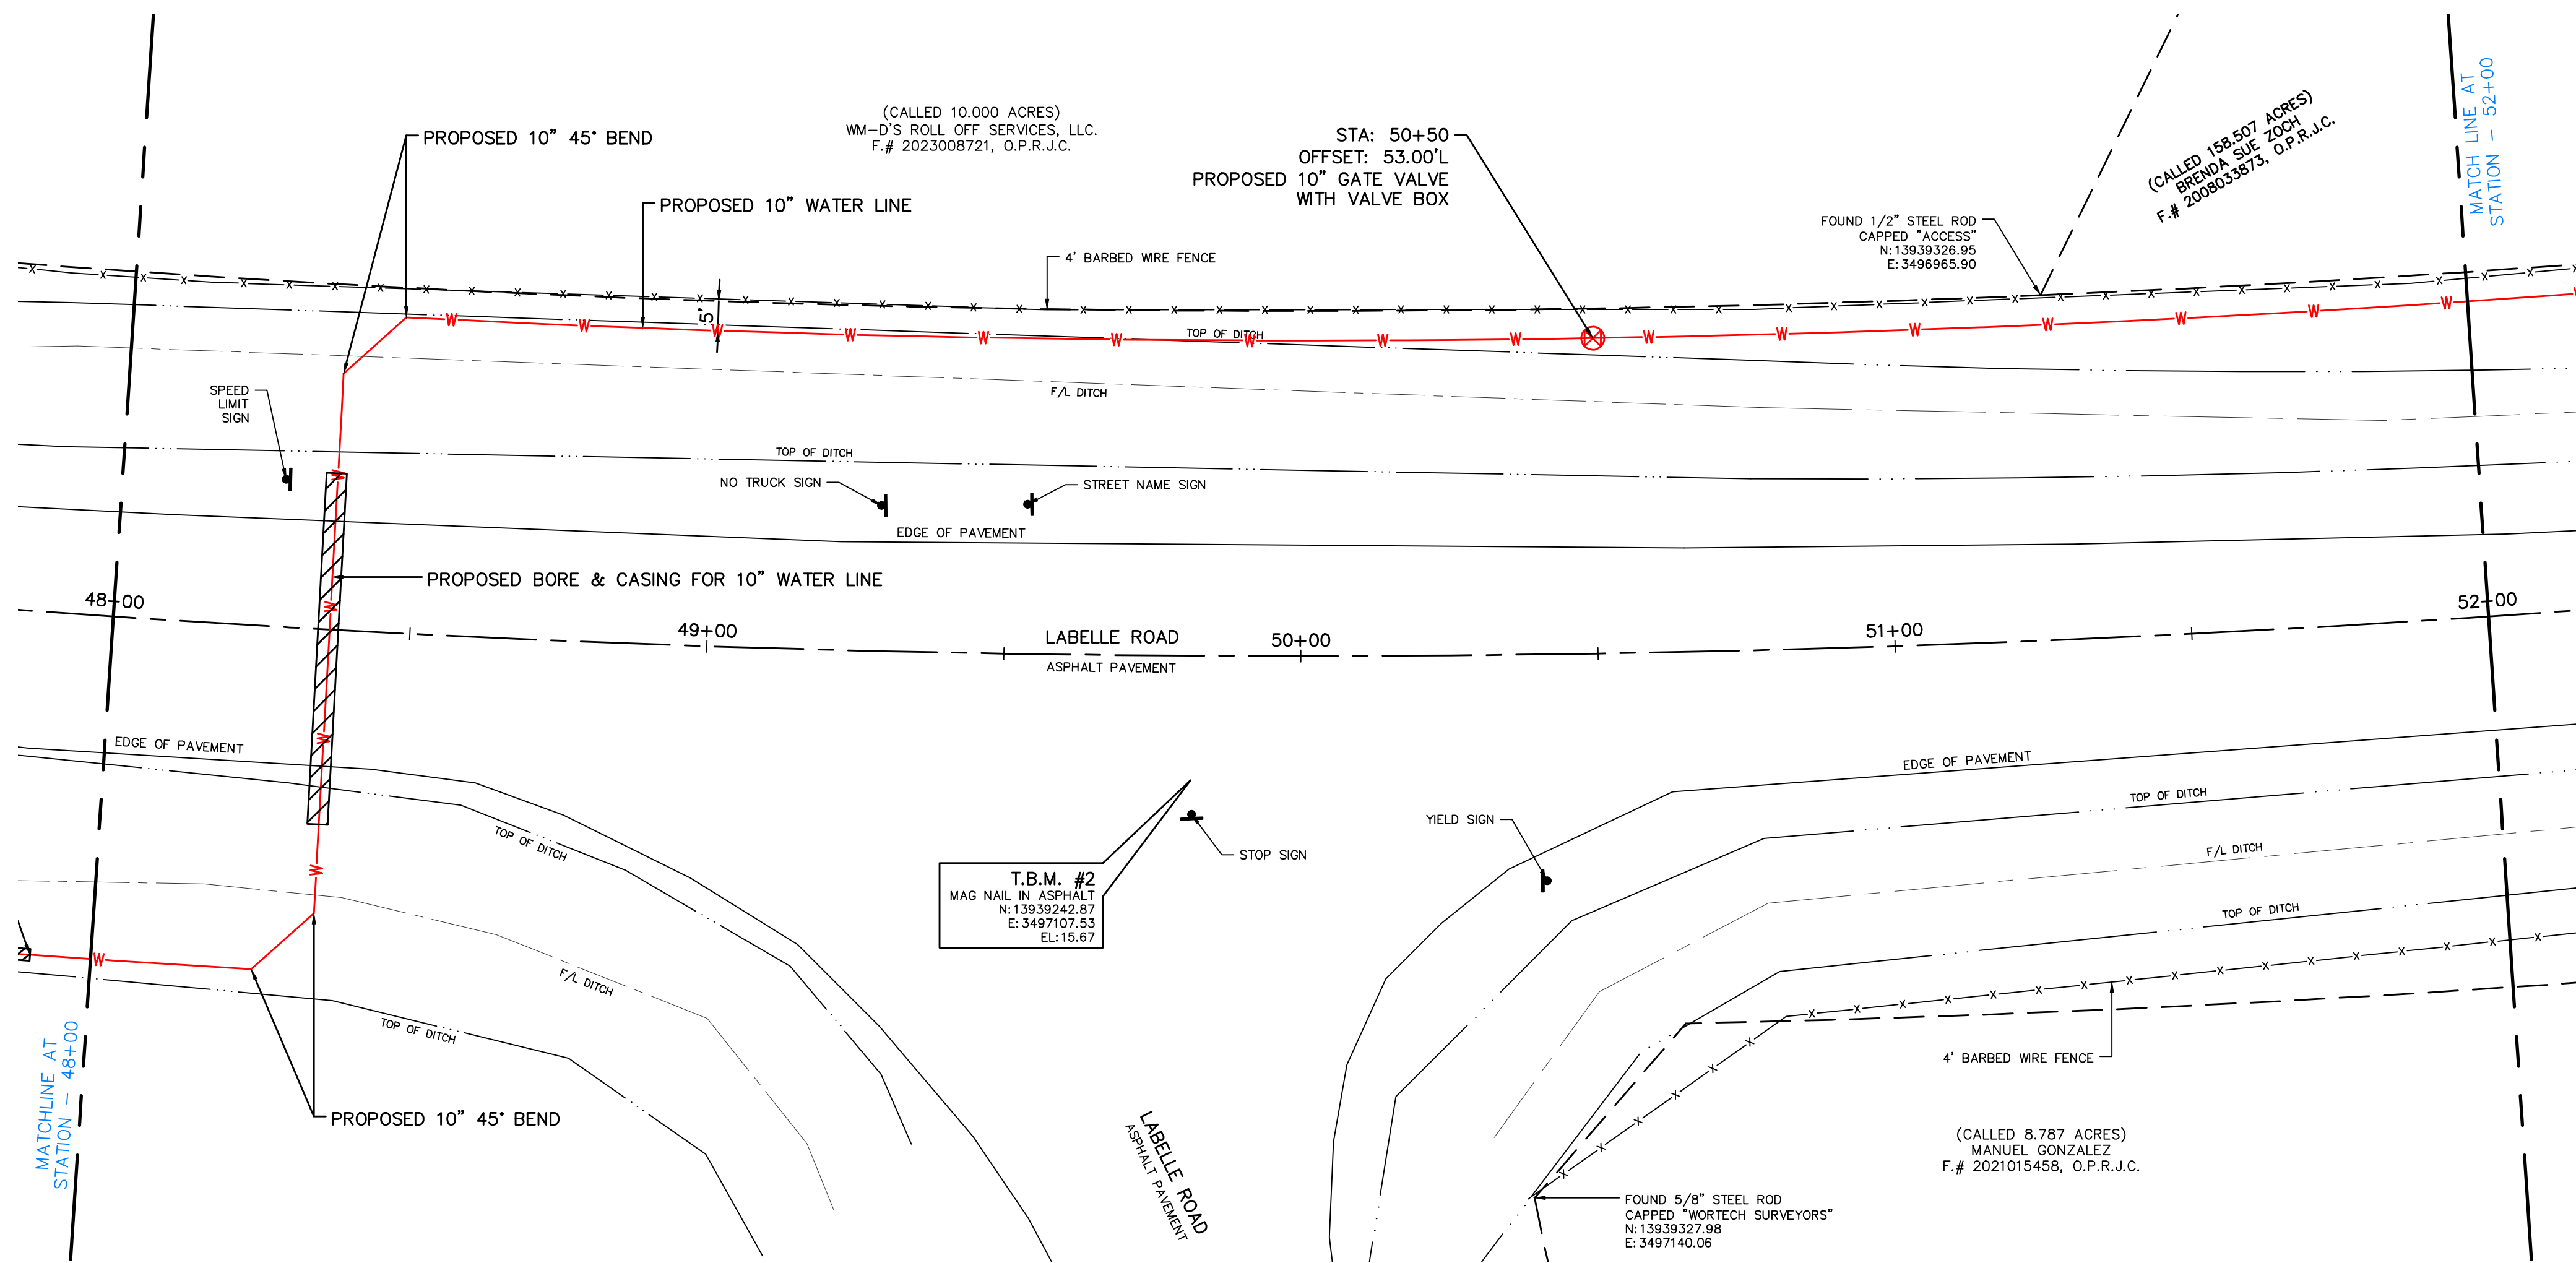 (CALLED 10.000 ACRES)
WM-D'S ROLL OFF SERVICES, LLC.
F.# 2023008721, O.P.R.J.C.
PROPOSED 10" 45° BEND
PROPOSED 10" WATER LINE
STA: 50+50
OFFSET: 53.00'L
PROPOSED 10" GATE VALVE
WITH VALVE BOX
(CALLED 158.507 ACRES)
BRENDA SUE ZOCH
F.# 2008033873, O.P.R.J.C.
MATCH LINE AT
STATION - 52+00
FOUND 1/2" STEEL ROD
CAPPED "ACCESS"
N:13939326.95
E:3496965.90
4' BARBED WIRE FENCE
5'
TOP OF DITCH
F/L DITCH
SPEED
LIMIT
SIGN
TOP OF DITCH
NO TRUCK SIGN
STREET NAME SIGN
EDGE OF PAVEMENT
PROPOSED BORE & CASING FOR 10" WATER LINE
48+00
49+00
LABELLE ROAD
ASPHALT PAVEMENT
50+00
51+00
52+00
EDGE OF PAVEMENT
EDGE OF PAVEMENT
TOP OF DITCH
TOP OF DITCH
F/L DITCH
TOP OF DITCH
YIELD SIGN
STOP SIGN
T.B.M. #2
MAG NAIL IN ASPHALT
N:13939242.87
E:3497107.53
EL:15.67
F/L DITCH
TOP OF DITCH
4' BARBED WIRE FENCE
PROPOSED 10" 45° BEND
MATCHLINE AT
STATION - 48+00
LABELLE ROAD
ASPHALT PAVEMENT
(CALLED 8.787 ACRES)
MANUEL GONZALEZ
F.# 2021015458, O.P.R.J.C.
FOUND 5/8" STEEL ROD
CAPPED "WORTECH SURVEYORS"
N:13939327.98
E:3497140.06